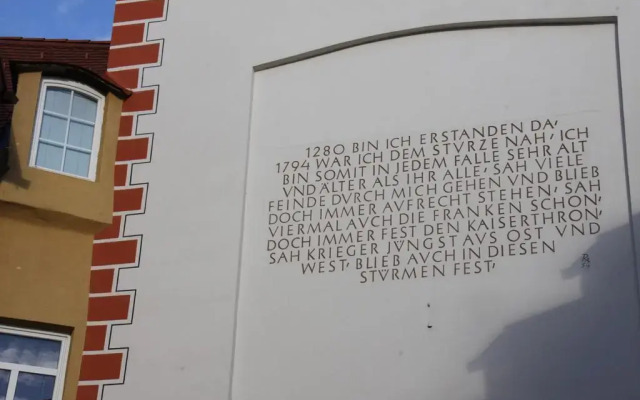 1280 BIN ICH ERSTANDEN DA,
1794 WAR ICH DEM STVRZE NAH, ICH
BIN SOMIT IN JEDEM FALLE SEHR ALT
VND ÄLTER ALS IHR ALLE, SAH VIELE
FEINDE DVRCH MICH GEHEN VND BLIEB
DOCH IMMER AVFRECHT STEHEN, SAH
VIERMAL AVCH DIE FRANKEN SCHON,
DOCH IMMER FEST DEN KAISERTHRON,
SAH KRIEGER JÜNGST AVS OST VND
WEST, BLIEB AVCH IN DIESEN
STÜRMEN FEST,